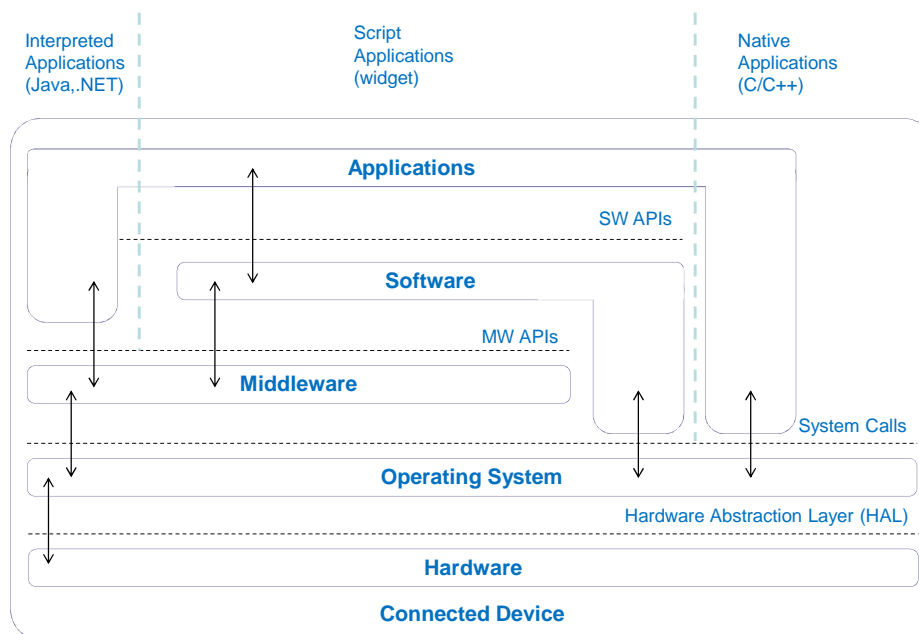 Interpreted
Applications
(Java,.NET)
Script
Applications
(widget)
Native
Applications
(C/C++)
Applications
SW APIs
Software
MW APIs
Middleware
System Calls
Operating System
Hardware Abstraction Layer (HAL)
Hardware
Connected Device